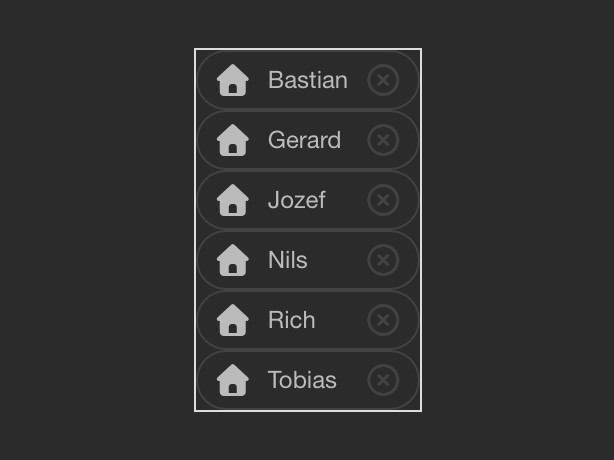 Bastian
Gerard
Jozef
Nils
Rich
Tobias